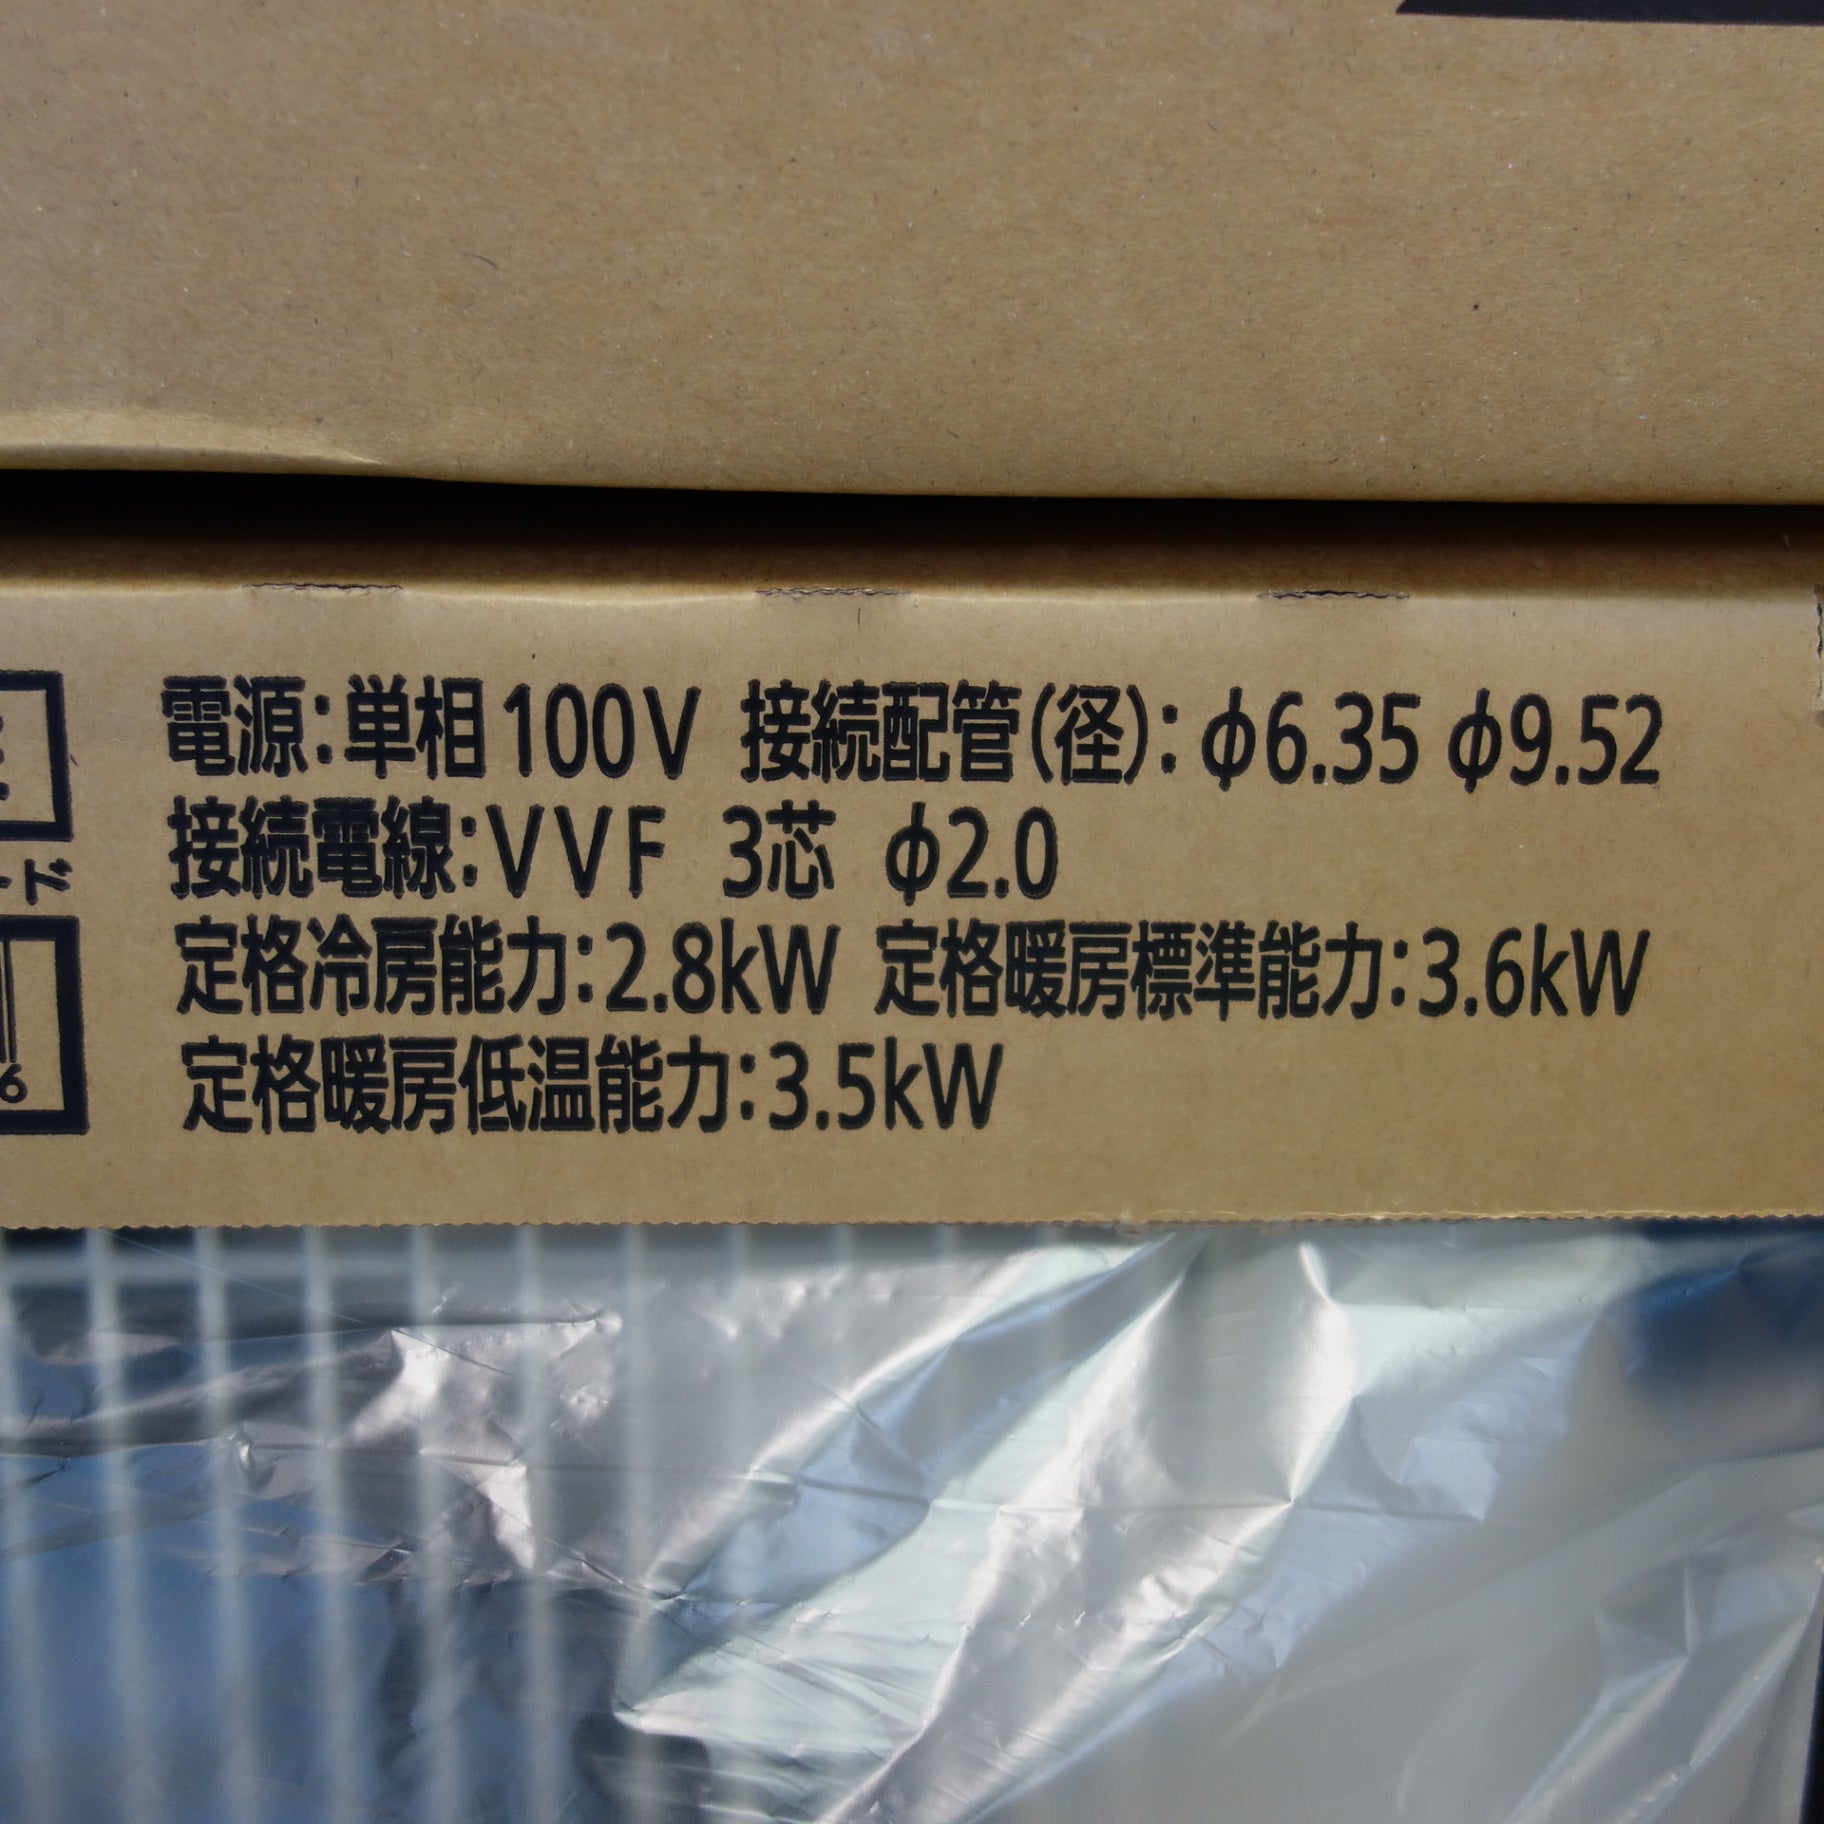 電源:単相100V 接続配管(径):φ6.35 φ9.52
接続電線:VVF 3芯 φ2.0
定格冷房能力:2.8kW 定格暖房標準能力:3.6kW
定格暖房低温能力:3.5kW
6